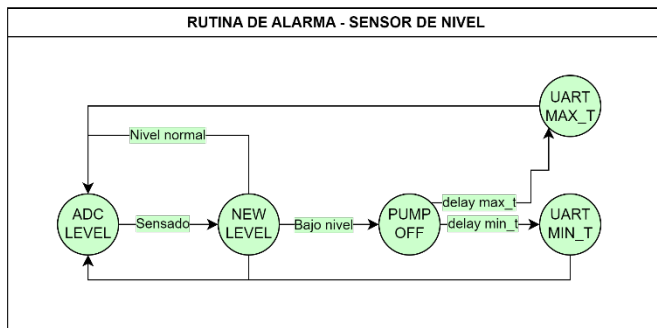 RUTINA DE ALARMA - SENSOR DE NIVEL
UART
MAX_T
Nivel normal
delay max_t
ADC
LEVEL
Sensado
NEW
LEVEL
Bajo nivel
PUMP
OFF
delay min_t
UART
MIN_T